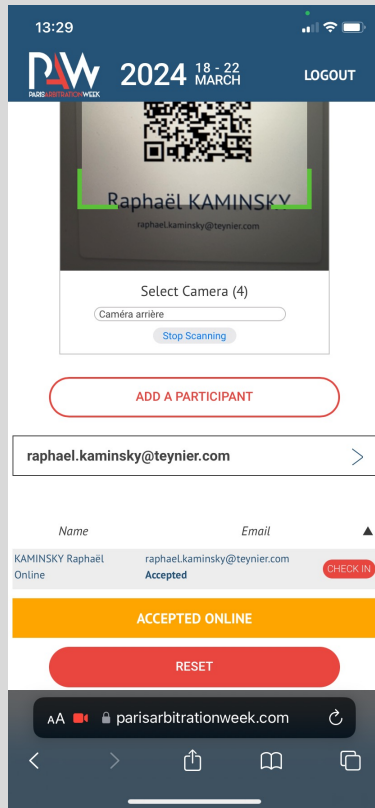 13:29
PAW
PARISARBITRATIONWEEK
2024 18 - 22 MARCH
LOGOUT
Raphaël KAMINSKY
raphael.kaminsky@teynier.com
Select Camera (4)
Caméra arrière
Stop Scanning
ADD A PARTICIPANT
raphael.kaminsky@teynier.com
Name Email ▲
KAMINSKY Raphaël raphael.kaminsky@teynier.com
Online Accepted CHECK IN
ACCEPTED ONLINE
RESET
AA parisarbitrationweek.com